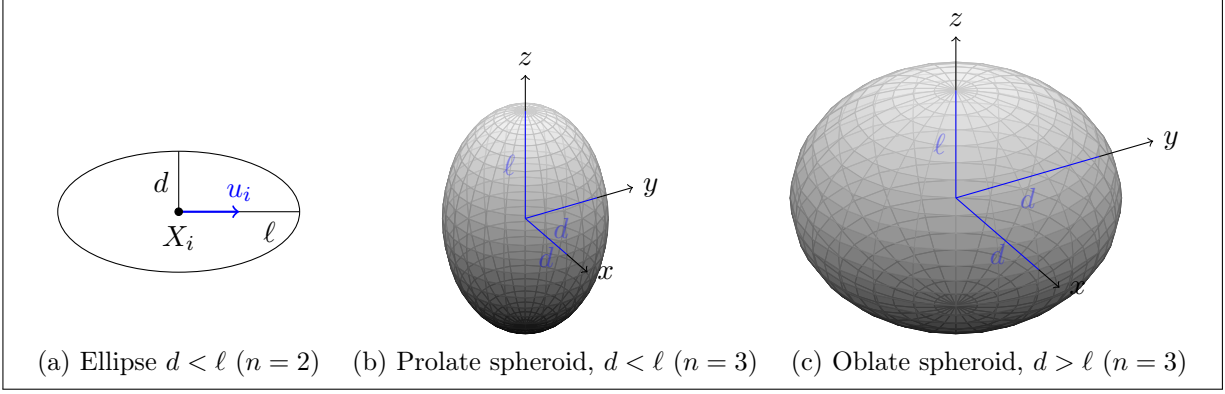 d
u_i
X_i
ℓ
z
y
x
ℓ
d
d
z
y
x
ℓ
d
d
(a) Ellipse d < ℓ (n = 2)
(b) Prolate spheroid, d < ℓ (n = 3)
(c) Oblate spheroid, d > ℓ (n = 3)